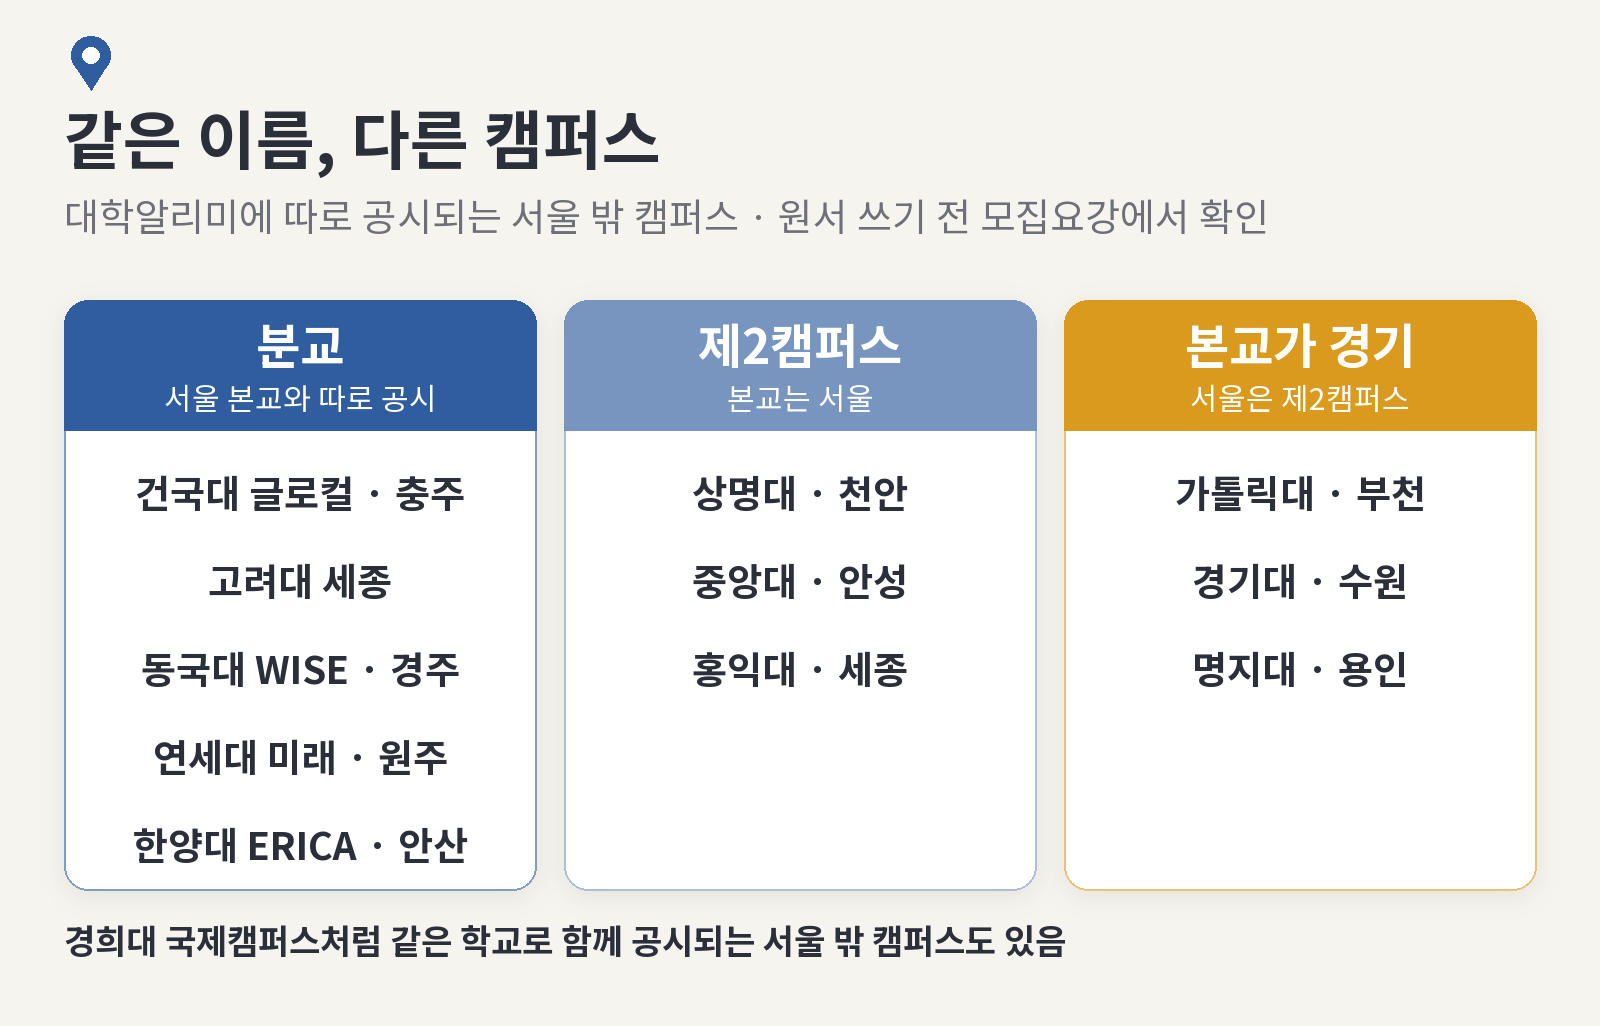 같은 이름, 다른 캠퍼스
대학알리미에 따로 공시되는 서울 밖 캠퍼스 · 원서 쓰기 전 모집요강에서 확인
분교
서울 본교와 따로 공시
건국대 글로컬 · 충주
고려대 세종
동국대 WISE · 경주
연세대 미래 · 원주
한양대 ERICA · 안산
제2캠퍼스
본교는 서울
상명대 · 천안
중앙대 · 안성
홍익대 · 세종
본교가 경기
서울은 제2캠퍼스
가톨릭대 · 부천
경기대 · 수원
명지대 · 용인
경희대 국제캠퍼스처럼 같은 학교로 함께 공시되는 서울 밖 캠퍼스도 있음